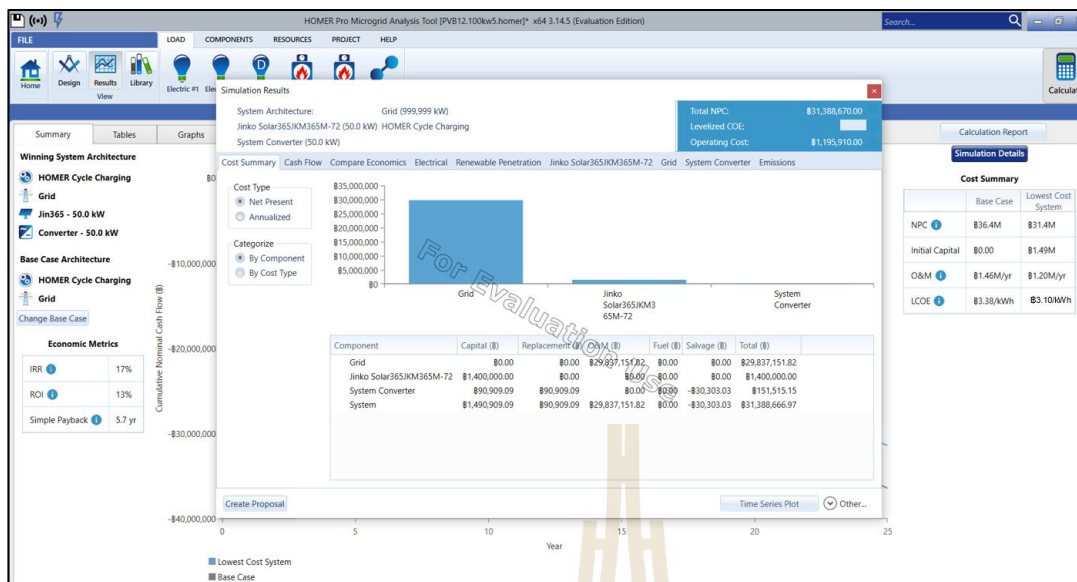 HOMER Pro Microgrid Analysis Tool [PVB12.100kw5.homer]* x64 3.14.5 (Evaluation Edition)
Search...
FILE
LOAD COMPONENTS RESOURCES PROJECT HELP
Home
Design
Results
Library
View
Electric #1
Calculat
Summary
Tables
Graphs
Calculation Report
Simulation Details
Winning System Architecture
HOMER Cycle Charging
Grid
Jin365 - 50.0 kW
Converter - 50.0 kW
Base Case Architecture
HOMER Cycle Charging
Grid
Change Base Case
Economic Metrics
IRR 17%
ROI 13%
Simple Payback 5.7 yr
Cumulative Nominal Cash Flow (฿)
฿0
-฿10,000,000
-฿20,000,000
-฿30,000,000
-฿40,000,000
0 5 10 15 20 25
Year
Lowest Cost System
Base Case
Simulation Results
System Architecture: Grid (999,999 kW)
Jinko Solar365JKM365M-72 (50.0 kW) HOMER Cycle Charging
System Converter (50.0 kW)
Total NPC: ฿31,388,670.00
Levelized COE:
Operating Cost: ฿1,195,910.00
Cost Summary Cash Flow Compare Economics Electrical Renewable Penetration Jinko Solar365JKM365M-72 Grid System Converter Emissions
Cost Type
Net Present
Annualized
Categorize
By Component
By Cost Type
฿35,000,000
฿30,000,000
฿25,000,000
฿20,000,000
฿15,000,000
฿10,000,000
฿5,000,000
฿0
Grid
Jinko
Solar365JKM3
65M-72
System
Converter
For Evaluation Use
Component Capital (฿) Replacement (฿) O&M (฿) Fuel (฿) Salvage (฿) Total (฿)
Grid ฿0.00 ฿0.00 ฿29,837,151.82 ฿0.00 ฿0.00 ฿29,837,151.82
Jinko Solar365JKM365M-72 ฿1,400,000.00 ฿0.00 ฿0.00 ฿0.00 ฿0.00 ฿1,400,000.00
System Converter ฿90,909.09 ฿90,909.09 ฿0.00 ฿0.00 -฿30,303.03 ฿151,515.15
System ฿1,490,909.09 ฿90,909.09 ฿29,837,151.82 ฿0.00 -฿30,303.03 ฿31,388,666.97
Create Proposal
Time Series Plot
Other...
Cost Summary
Base Case
Lowest Cost
System
NPC ฿36.4M ฿31.4M
Initial Capital ฿0.00 ฿1.49M
O&M ฿1.46M/yr ฿1.20M/yr
LCOE ฿3.38/kWh ฿3.10/kWh